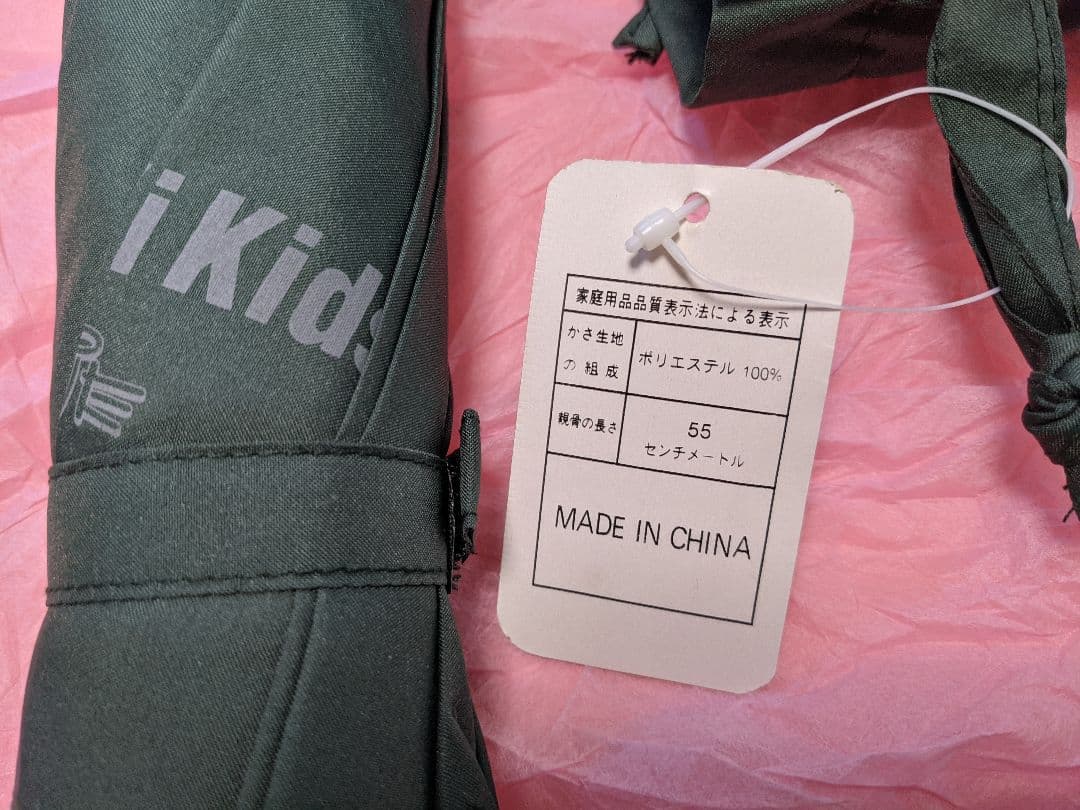 i Kids
家庭用品品質表示法による表示
かさ生地
の組成
ポリエステル 100%
親骨の長さ
55
センチメートル
MADE IN CHINA